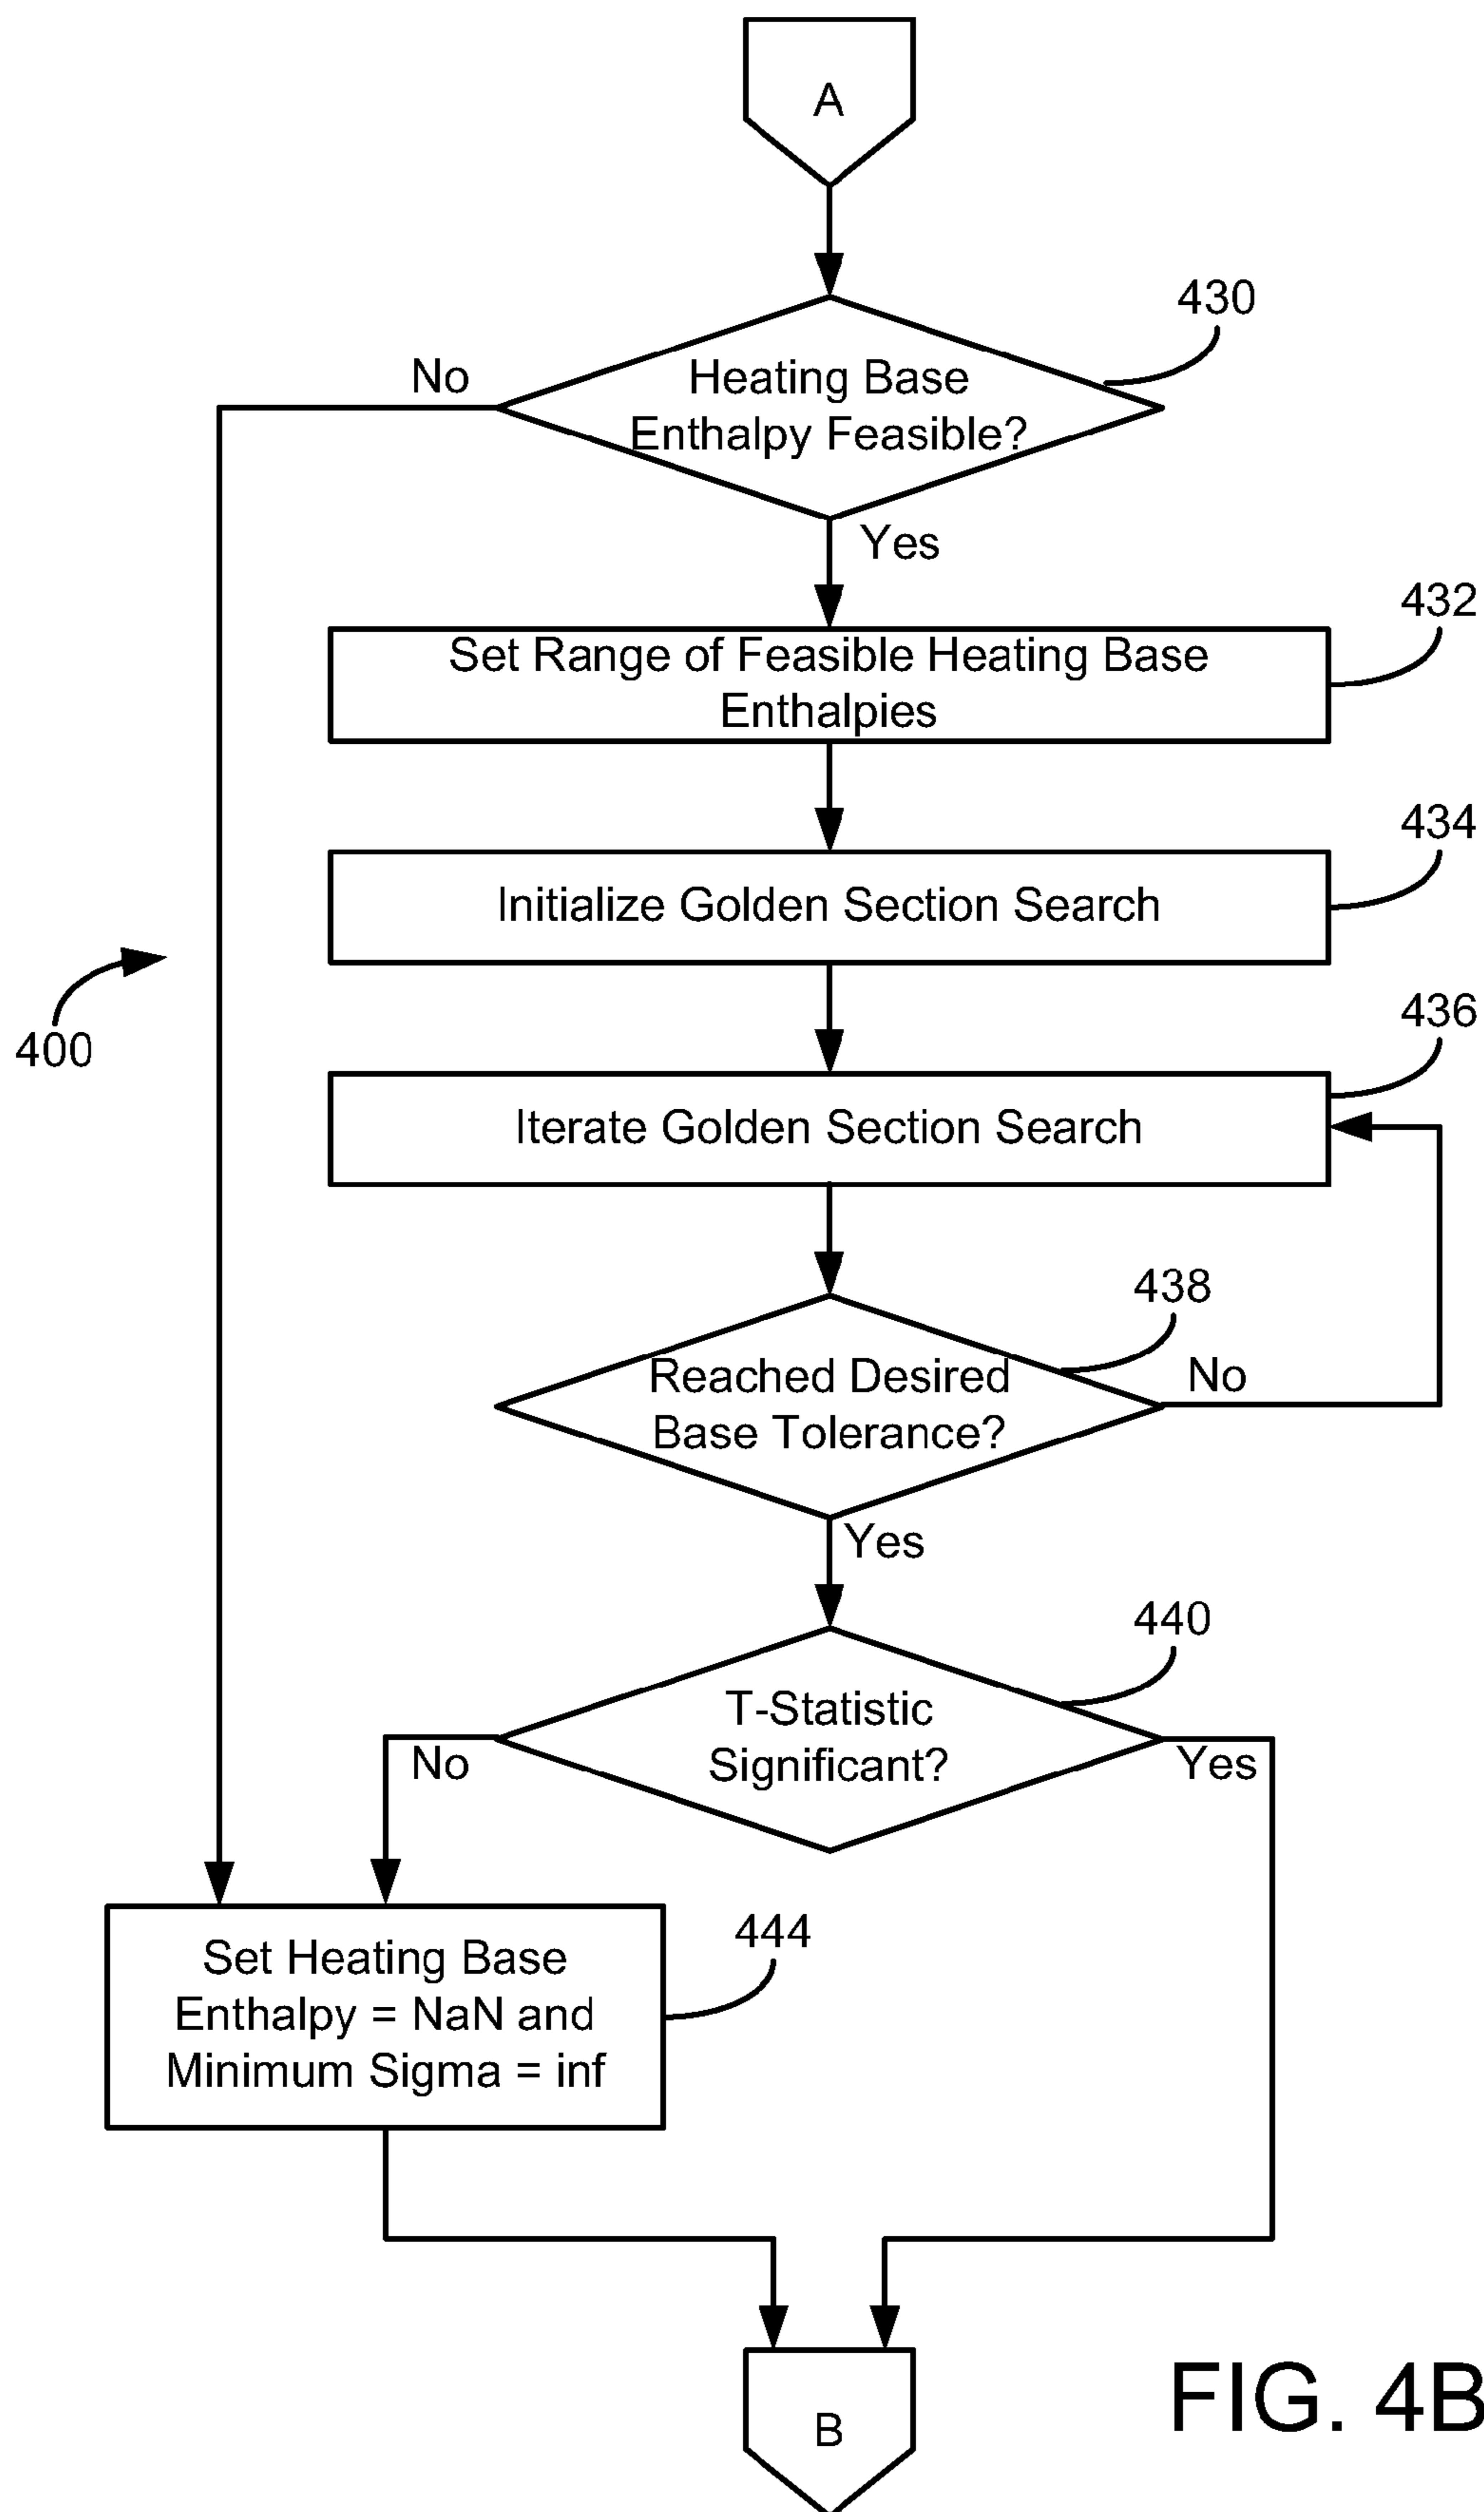 A
430
No
Heating Base
Enthalpy Feasible?
Yes
432
Set Range of Feasible Heating Base
Enthalpies
434
Initialize Golden Section Search
400
436
Iterate Golden Section Search
438
Reached Desired
Base Tolerance?
No
Yes
440
T-Statistic
Significant?
No
Yes
444
Set Heating Base
Enthalpy = NaN and
Minimum Sigma = inf
B
FIG. 4B